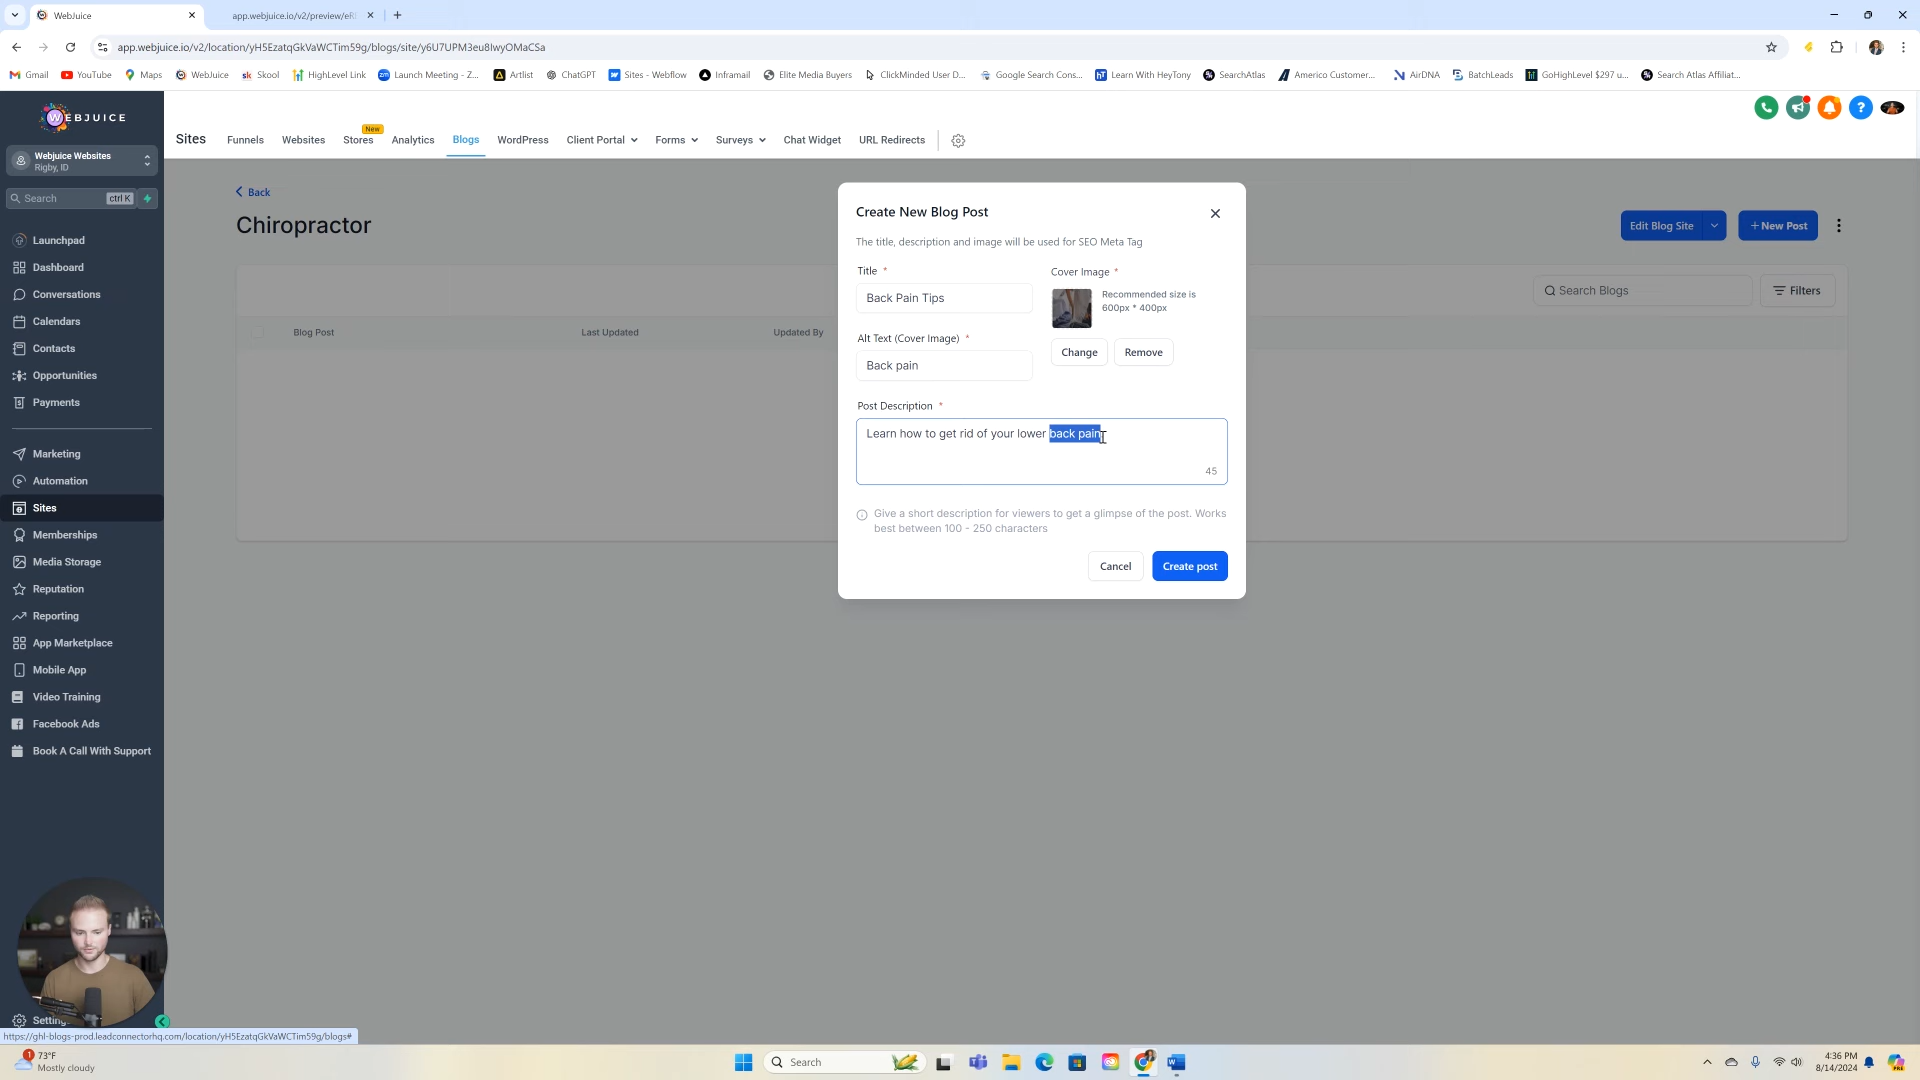 WebJuice
app.webjuice.io/v2/preview/eRI
app.webjuice.io/v2/location/yH5EzatqGkVaWCTim59g/blogs/site/y6U7UPM3eu8IwyOMaCSa
Gmail
YouTube
Maps
WebJuice
Skool
HighLevel Link
Launch Meeting - Z...
Artlist
ChatGPT
Sites - Webflow
Inframail
Elite Media Buyers
ClickMinded User D...
Google Search Cons...
Learn With HeyTony
SearchAtlas
Americo Customer...
AirDNA
BatchLeads
GoHighLevel $297 u...
Search Atlas Affiliat...
WEBJUICE
Webjuice Websites
Rigby, ID
Search
ctrl K
Launchpad
Dashboard
Conversations
Calendars
Contacts
Opportunities
Payments
Marketing
Automation
Sites
Memberships
Media Storage
Reputation
Reporting
App Marketplace
Mobile App
Video Training
Facebook Ads
Book A Call With Support
Sites
Funnels
Websites
New
Stores
Analytics
Blogs
WordPress
Client Portal
Forms
Surveys
Chat Widget
URL Redirects
Back
Chiropractor
Edit Blog Site
+ New Post
Search Blogs
Filters
Blog Post
Last Updated
Updated By
Create New Blog Post
The title, description and image will be used for SEO Meta Tag
Title *
Back Pain Tips
Cover Image *
Recommended size is
600px * 400px
Alt Text (Cover Image) *
Back pain
Change
Remove
Post Description *
Learn how to get rid of your lower back pain
45
Give a short description for viewers to get a glimpse of the post. Works
best between 100 - 250 characters
Cancel
Create post
https://ghl-blogs-prod.leadconnectorhq.com/location/yH5EzatqGkVaWCTim59g/blogs#
1
73°F
Mostly cloudy
Search
4:36 PM
8/14/2024